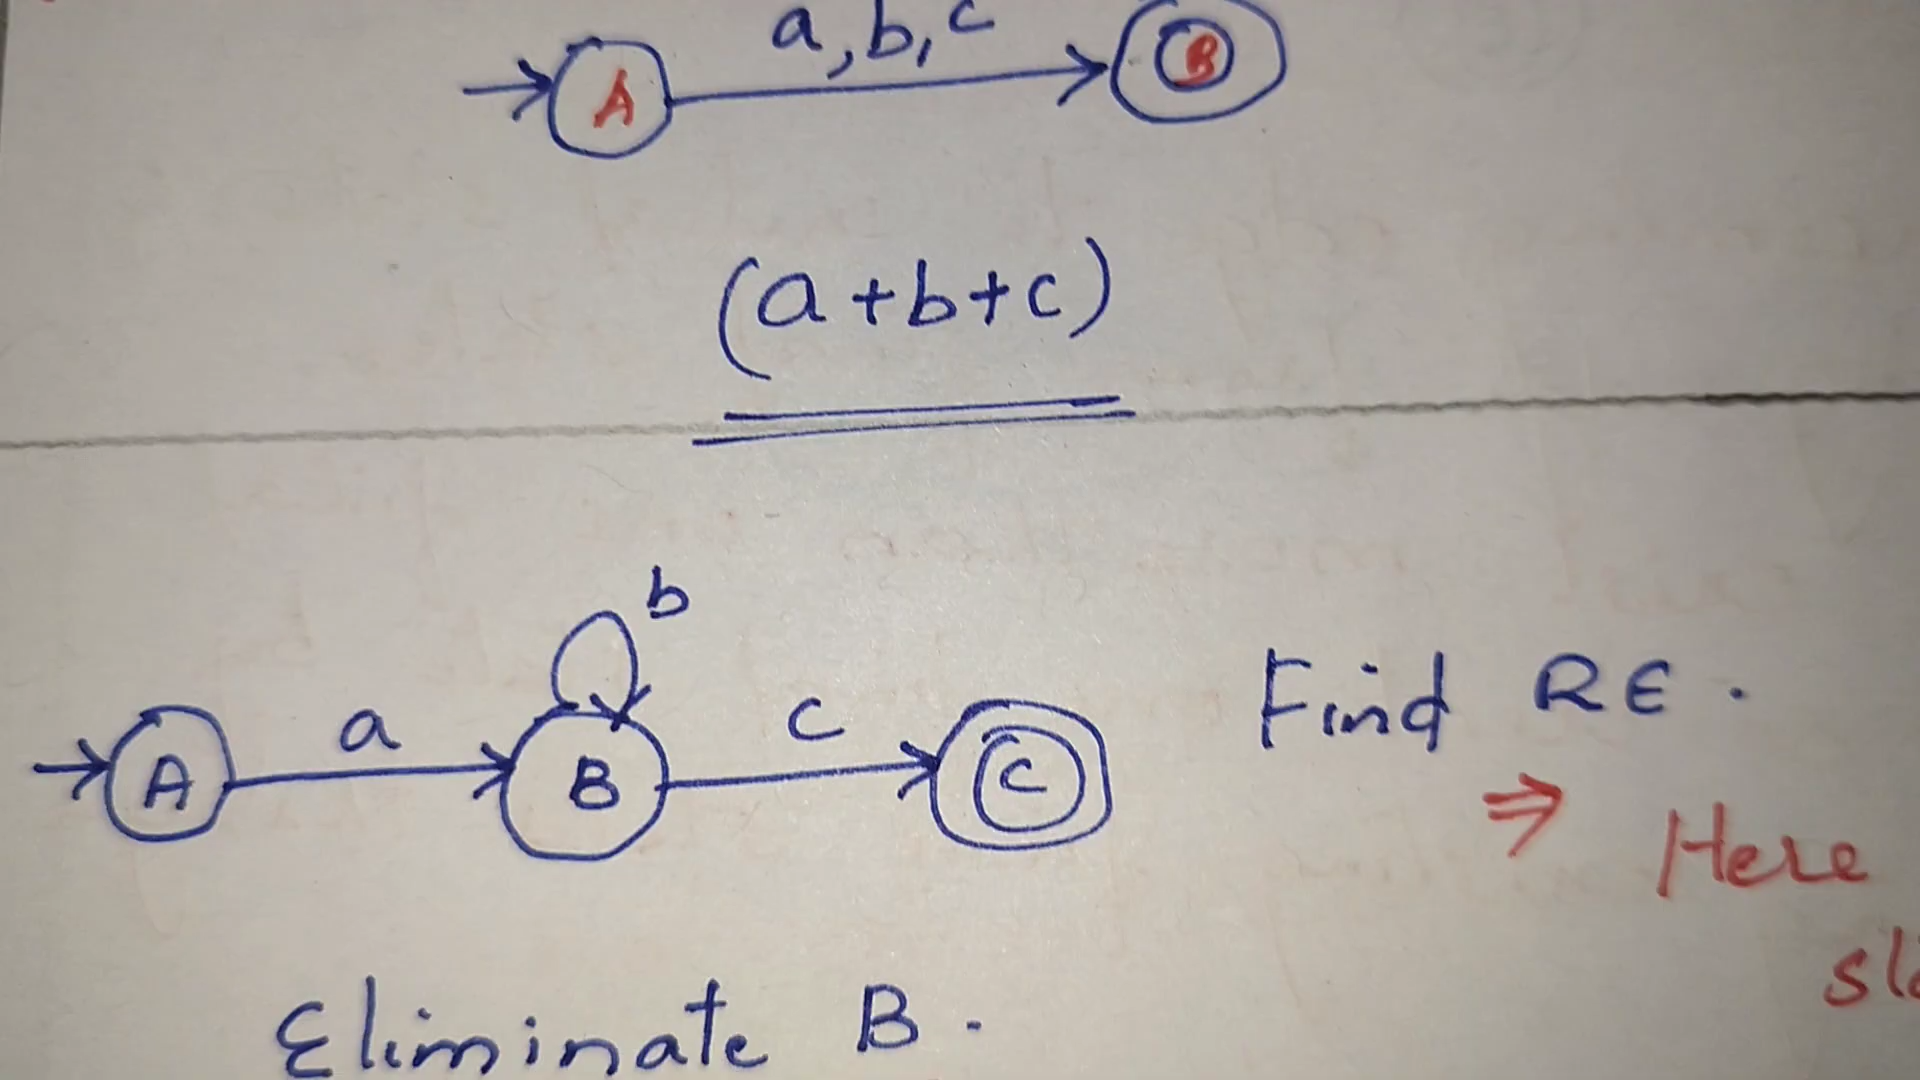 a, b, c
A B
(a+b+c)
b
a c
A B C
Find RE.
⇒ Here
Eliminate B.